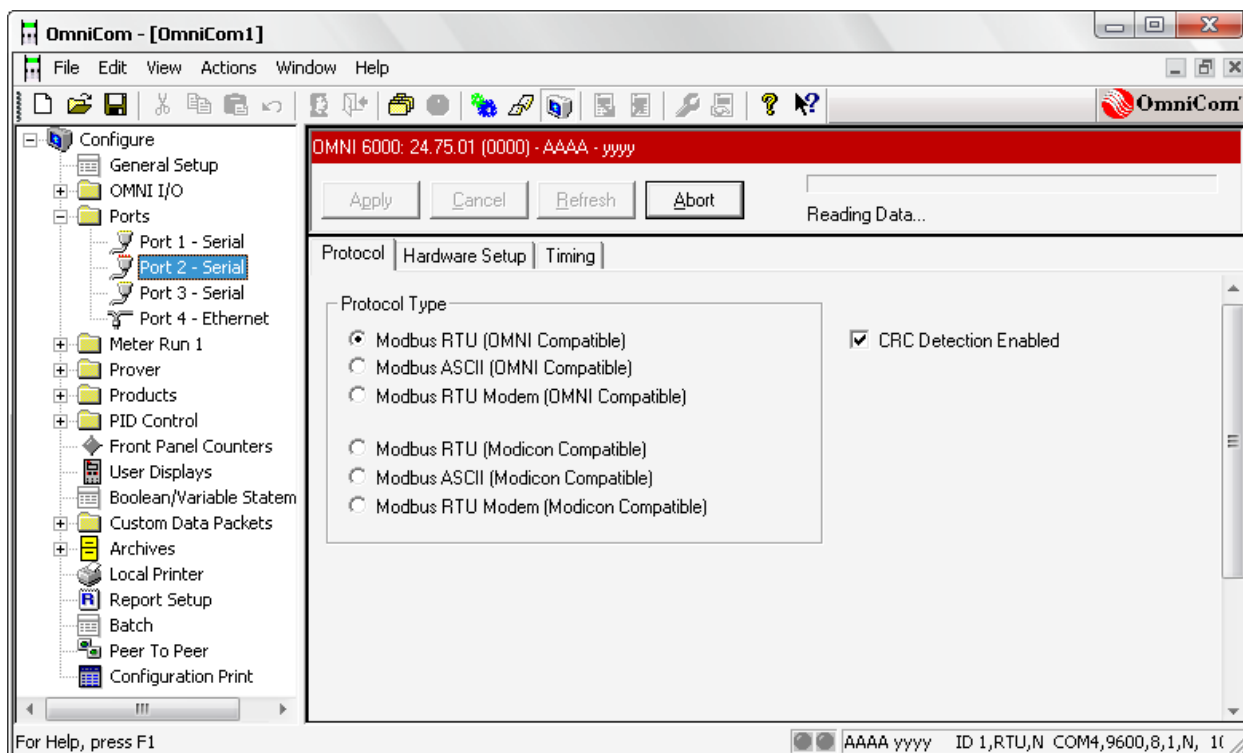 OmniCom - [OmniCom1]
File Edit View Actions Window Help
OmniCom
Configure
General Setup
OMNI I/O
Ports
Port 1 - Serial
Port 2 - Serial
Port 3 - Serial
Port 4 - Ethernet
Meter Run 1
Prover
Products
PID Control
Front Panel Counters
User Displays
Boolean/Variable Statem
Custom Data Packets
Archives
Local Printer
Report Setup
Batch
Peer To Peer
Configuration Print
OMNI 6000: 24.75.01 (0000) - AAAA - yyyy
Apply Cancel Refresh Abort
Reading Data...
Protocol Hardware Setup Timing
Protocol Type
Modbus RTU (OMNI Compatible)
Modbus ASCII (OMNI Compatible)
Modbus RTU Modem (OMNI Compatible)
Modbus RTU (Modicon Compatible)
Modbus ASCII (Modicon Compatible)
Modbus RTU Modem (Modicon Compatible)
CRC Detection Enabled
For Help, press F1
AAAA yyyy ID 1,RTU,N COM4,9600,8,1,N,